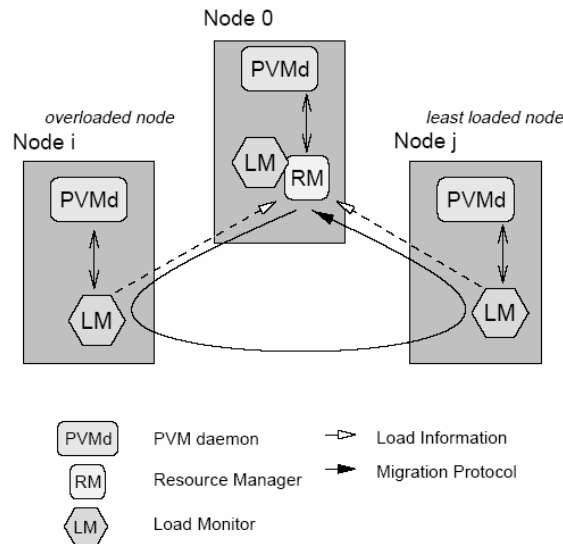 Node 0
PVMd
overloaded node
least loaded node
Node i
Node j
LM
RM
PVMd
PVMd
LM
LM
PVMd PVM daemon Load Information
RM Resource Manager Migration Protocol
LM Load Monitor